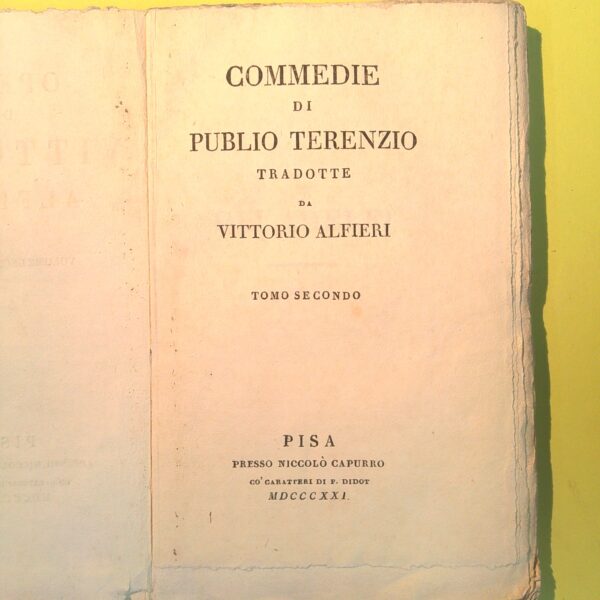 COMMEDIE
DI
PUBLIO TERENZIO
TRADOTTE
DA
VITTORIO ALFIERI
TOMO SECONDO
PISA
PRESSO NICCOLÒ CAPURRO
CO' CARATTERI DI F. DIDOT
MDCCCXXI.